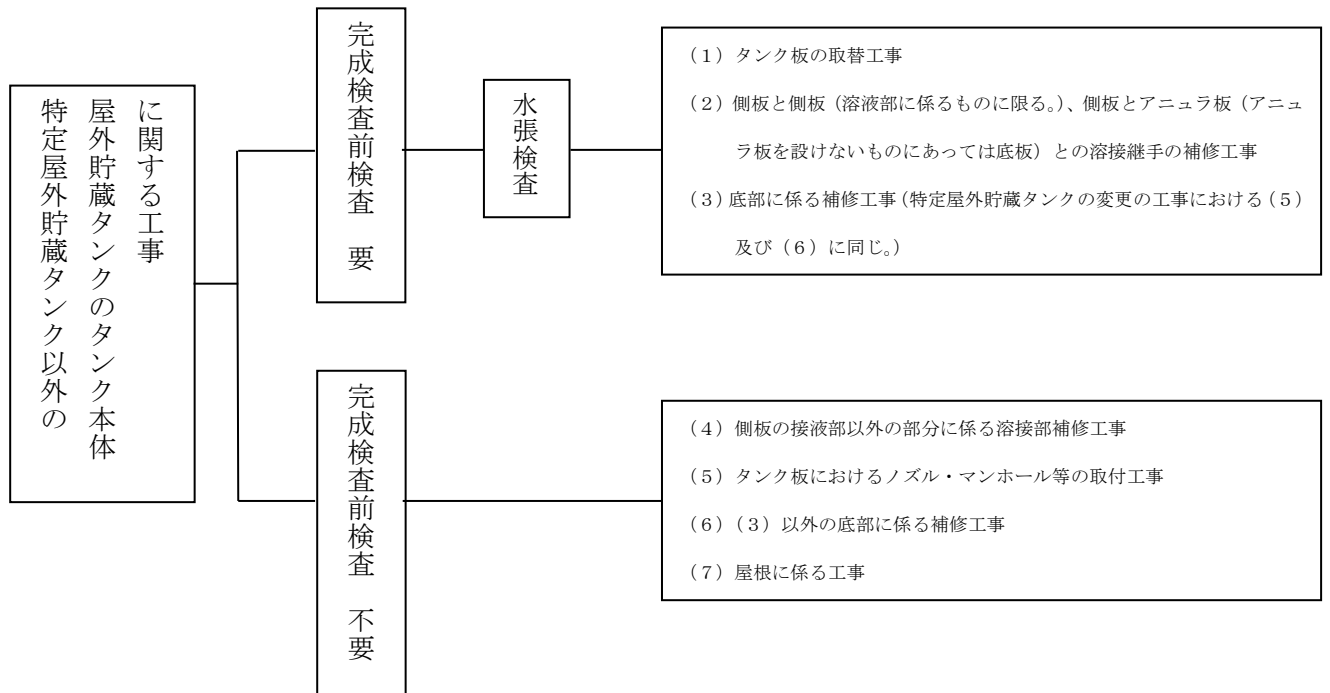 特定屋外貯蔵タンク以外の
屋外貯蔵タンクのタンク本体
に関する工事
完成検査前検査　要
水張検査
（１）タンク板の取替工事
（２）側板と側板（溶液部に係るものに限る。）、側板とアニュラ板（アニュ
ラ板を設けないものにあっては底板）との溶接継手の補修工事
（３）底部に係る補修工事（特定屋外貯蔵タンクの変更の工事における（５）
及び（６）に同じ。）
完成検査前検査　不要
（４）側板の接液部以外の部分に係る溶接部補修工事
（５）タンク板におけるノズル・マンホール等の取付工事
（６）（３）以外の底部に係る補修工事
（７）屋根に係る工事